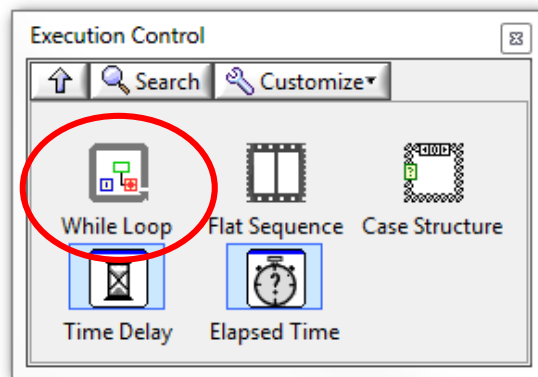 Execution Control
Search Customize
While Loop Flat Sequence Case Structure
Time Delay Elapsed Time